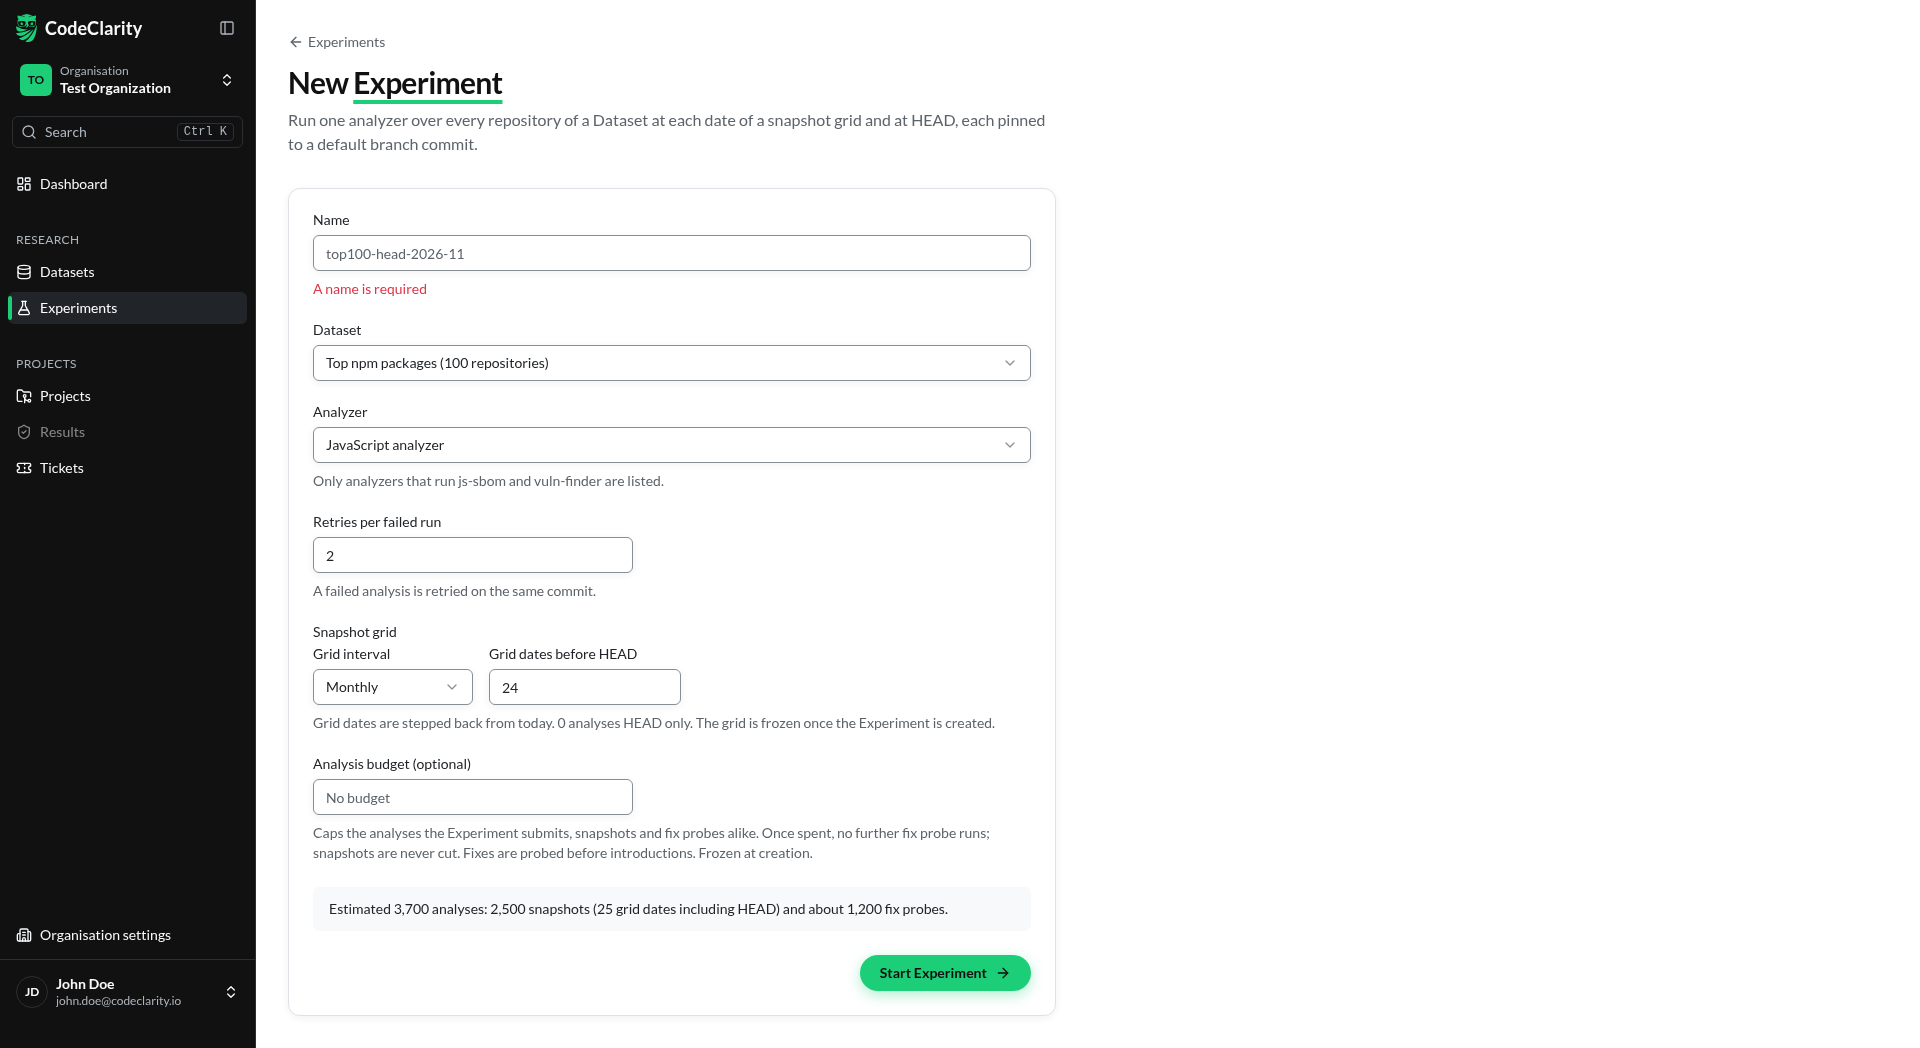 CodeClarity
TO
Organisation
Test Organization
Search
Ctrl K
Dashboard
RESEARCH
Datasets
Experiments
PROJECTS
Projects
Results
Tickets
Organisation settings
JD
John Doe
john.doe@codeclarity.io
Experiments
New Experiment
Run one analyzer over every repository of a Dataset at each date of a snapshot grid and at HEAD, each pinned
to a default branch commit.
Name
top100-head-2026-11
A name is required
Dataset
Top npm packages (100 repositories)
Analyzer
JavaScript analyzer
Only analyzers that run js-sbom and vuln-finder are listed.
Retries per failed run
2
A failed analysis is retried on the same commit.
Snapshot grid
Grid interval Grid dates before HEAD
Monthly 24
Grid dates are stepped back from today. 0 analyses HEAD only. The grid is frozen once the Experiment is created.
Analysis budget (optional)
No budget
Caps the analyses the Experiment submits, snapshots and fix probes alike. Once spent, no further fix probe runs;
snapshots are never cut. Fixes are probed before introductions. Frozen at creation.
Estimated 3,700 analyses: 2,500 snapshots (25 grid dates including HEAD) and about 1,200 fix probes.
Start Experiment